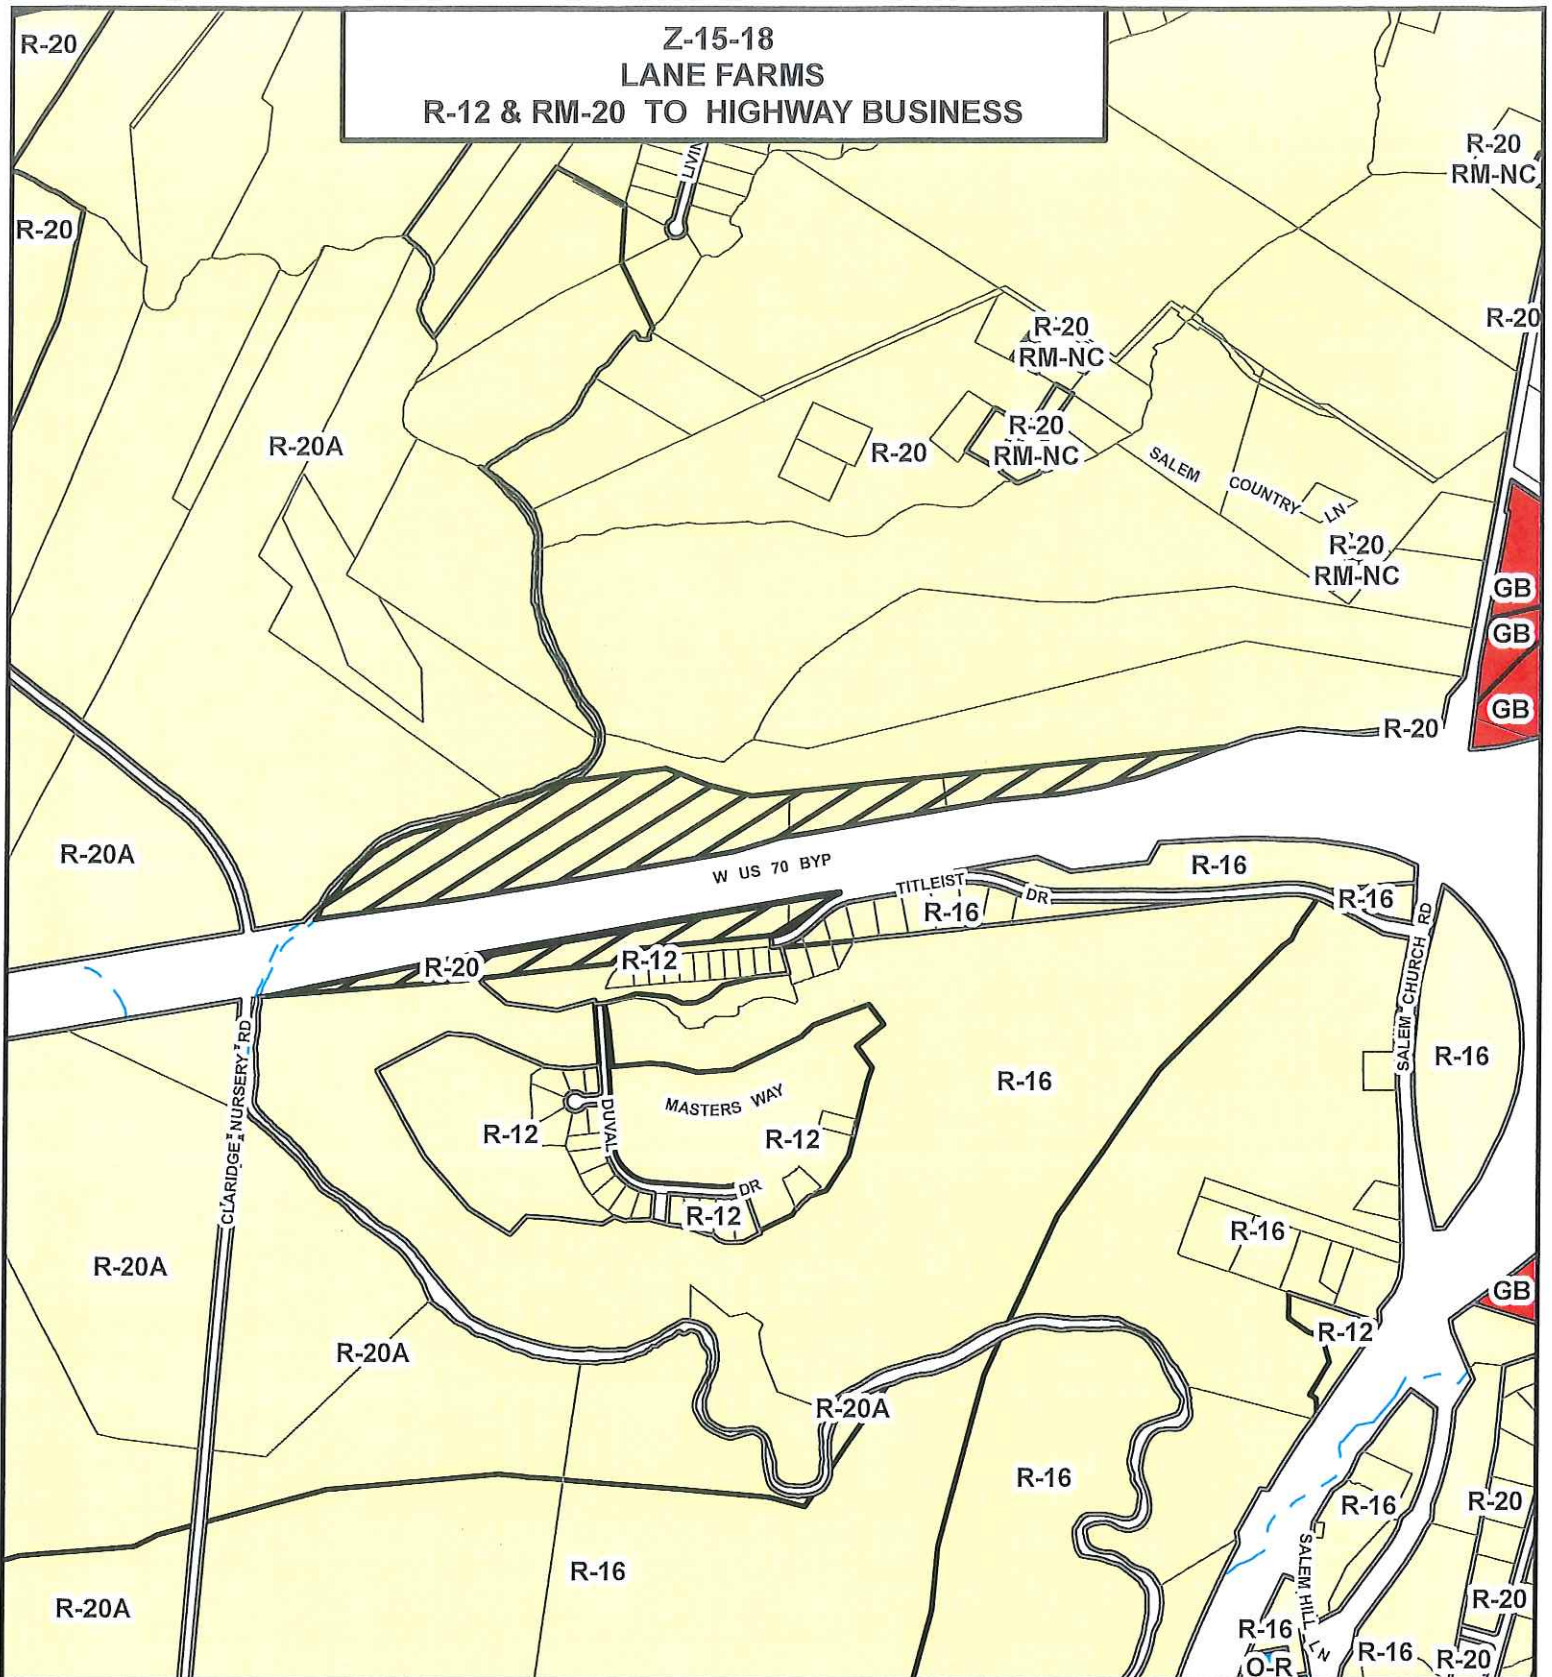 Z-15-18
LANE FARMS
R-12 & RM-20 TO HIGHWAY BUSINESS
R-20
R-20
RM-NC
R-20
R-20
R-20
RM-NC
R-20A
R-20
R-20
RM-NC
SALEM COUNTRY LN
R-20
RM-NC
GB
GB
GB
R-20
R-20A
W US 70 BYP
R-16
TITLEIST DR
R-16
R-16
R-20
R-12
SALEM CHURCH RD
CLARIDGE NURSERY RD
R-16
R-16
MASTERS WAY
DUVAL DR
R-12
R-12
R-12
R-16
R-20A
GB
R-12
R-20A
R-20A
R-16
R-16
R-20
R-16
SALEM HILL LN
R-20A
R-20
R-16
R-16
R-20
O-R